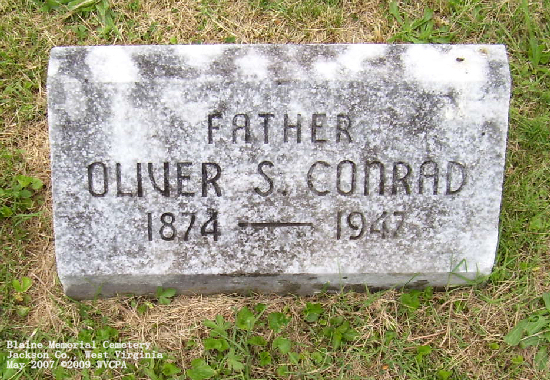 FATHER
OLIVER S. CONRAD
1874 — 1947
Blaine Memorial Cemetery
Jackson Co., West Virginia
May 2007/©2009 WVCPA